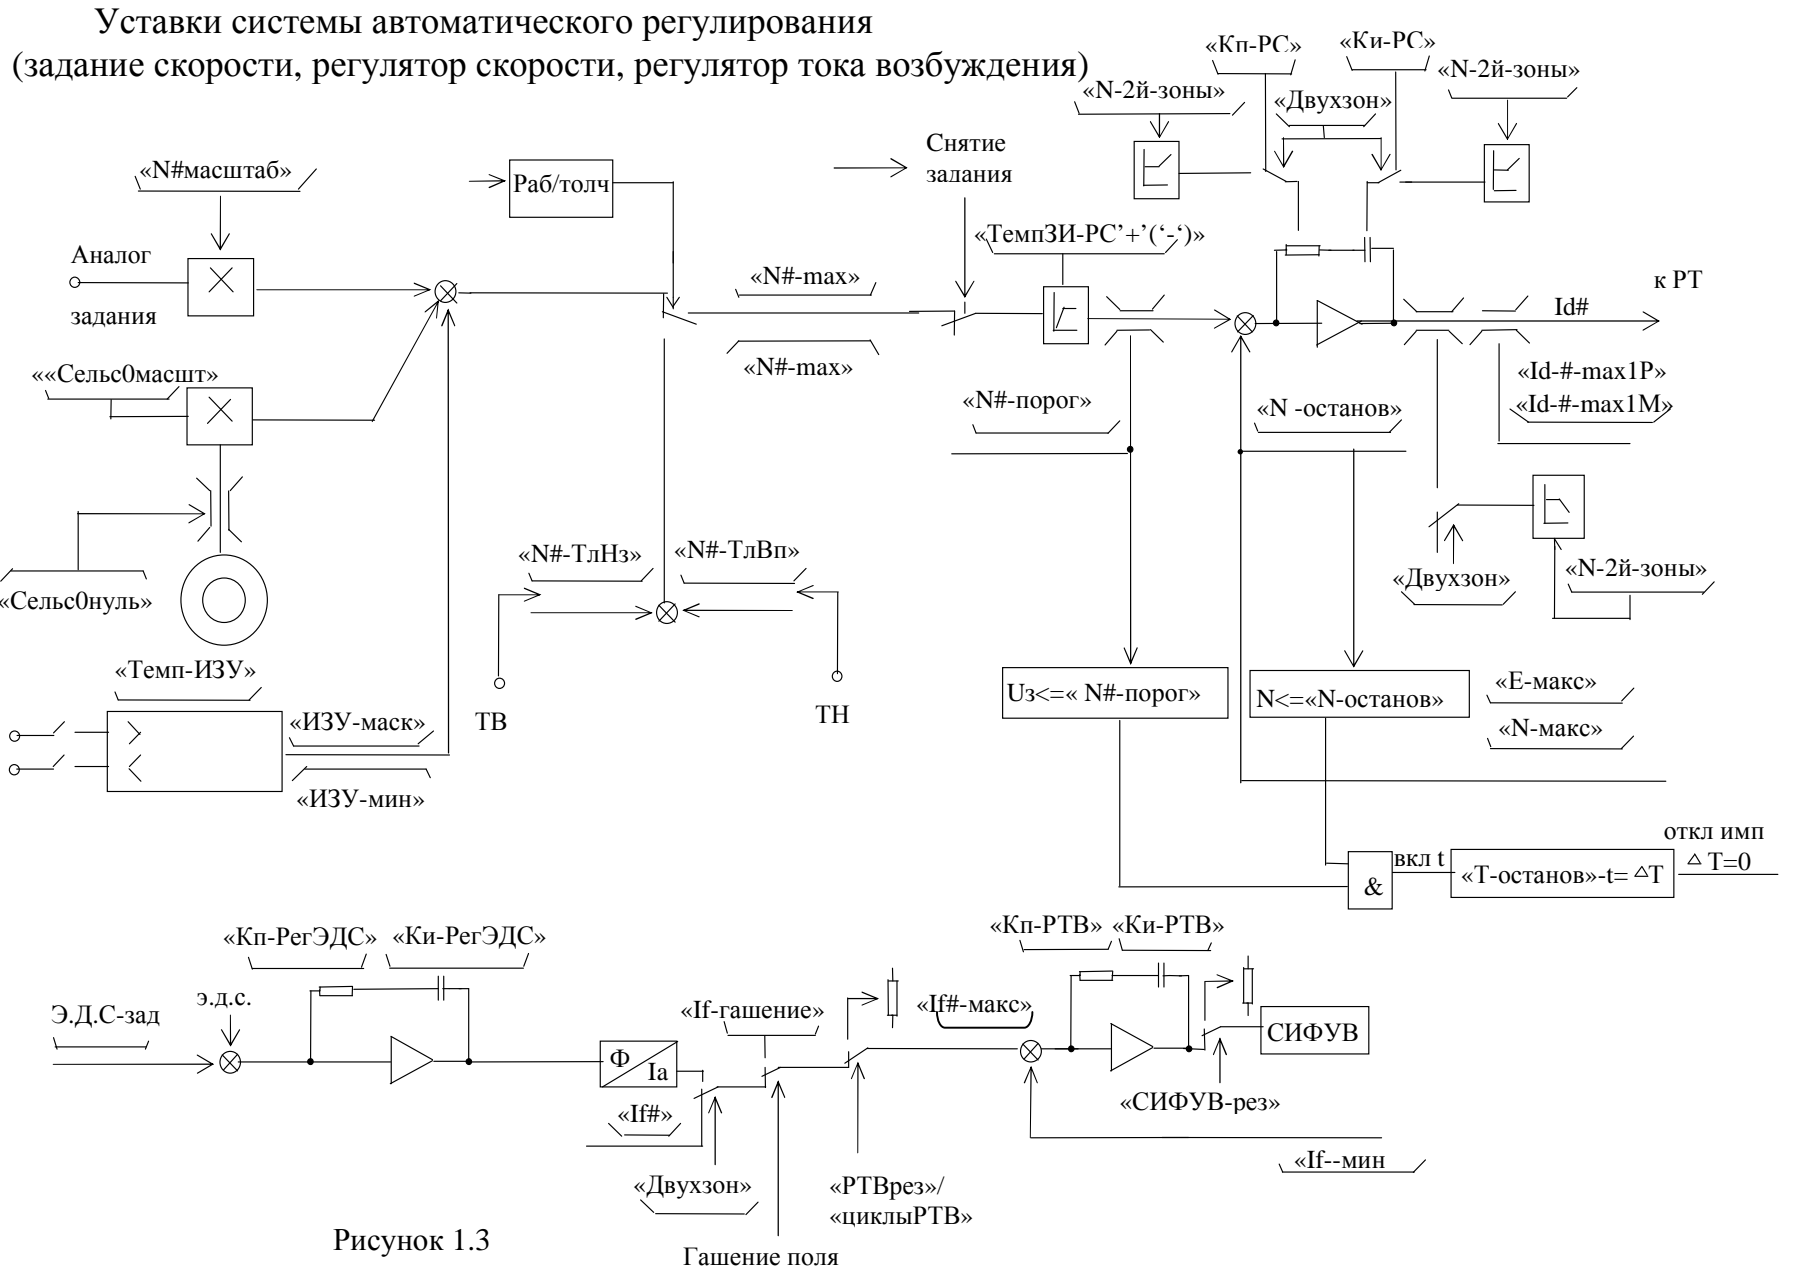 Уставки системы автоматического регулирования
(задание скорости, регулятор скорости, регулятор тока возбуждения)
«Кп-РС»
«Ки-РС»
«N-2й-зоны»
«Двухзон»
«N-2й-зоны»
«N#масштаб»
Раб/толч
Снятие
задания
Аналог
задания
«ТемпЗИ-РС’+’(‘-‘)»
«N#-max»
«N#-max»
к РТ
Id#
««Сельс0масшт»
«N#-порог»
«N -останов»
«Id-#-max1P»
«Id-#-max1M»
«N#-ТлНз»
«N#-ТлВп»
«Двухзон»
«N-2й-зоны»
«Сельс0нуль»
«Темп-ИЗУ»
«ИЗУ-маск»
«ИЗУ-мин»
ТВ
ТН
Uз<=« N#-порог»
N<=«N-останов»
«Е-макс»
«N-макс»
&
вкл t
«Т-останов»-t= △T
откл имп
△ T=0
«Кп-РегЭДС»
«Ки-РегЭДС»
Э.Д.С-зад
э.д.с.
Ф
Ia
«If#»
«If-гашение»
«If#-макс»
«Кп-РТВ»
«Ки-РТВ»
СИФУВ
«СИФУВ-рез»
«If--мин
«Двухзон»
«РТВрез»/
«циклыРТВ»
Гашение поля
Рисунок 1.3